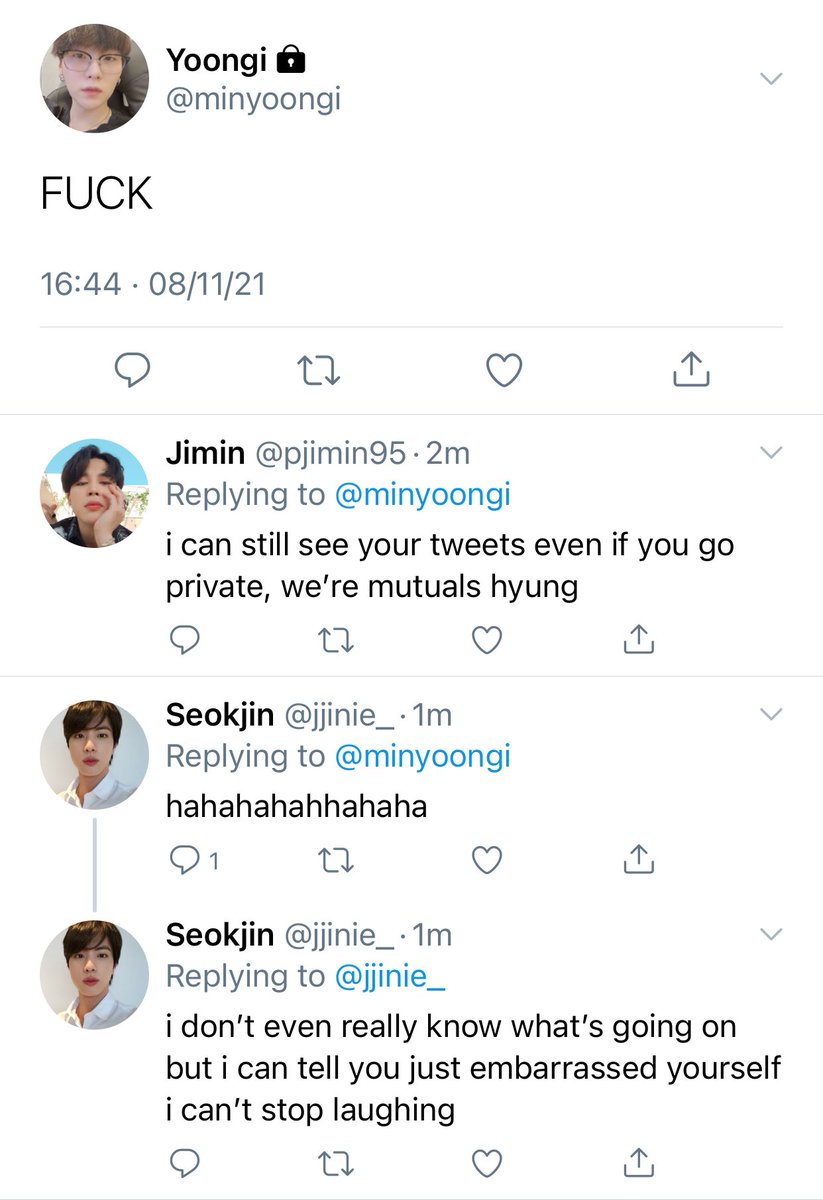 Yoongi
@minyoongi
FUCK
16:44 · 08/11/21
Jimin @pjimin95 · 2m
Replying to @minyoongi
i can still see your tweets even if you go
private, we’re mutuals hyung
Seokjin @jjinie_ · 1m
Replying to @minyoongi
hahahahahhahaha
1
Seokjin @jjinie_ · 1m
Replying to @jjinie_
i don’t even really know what’s going on
but i can tell you just embarrassed yourself
i can’t stop laughing